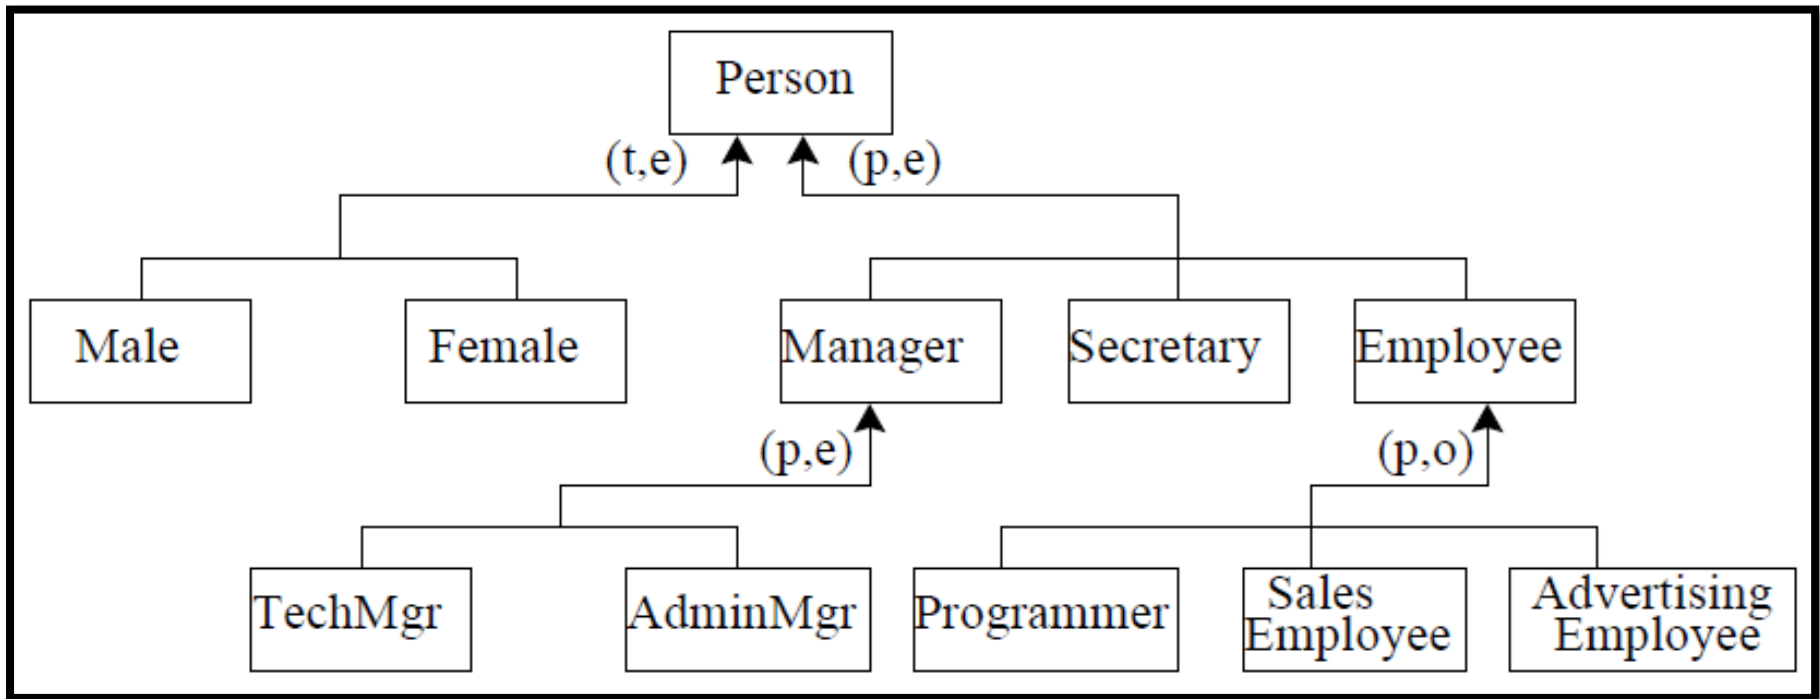 Person
(t,e)
(p,e)
Male
Female
Manager
Secretary
Employee
(p,e)
(p,o)
TechMgr
AdminMgr
Programmer
Sales
Employee
Advertising
Employee